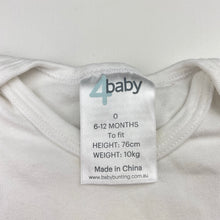 4baby
0
6-12 MONTHS
To fit
HEIGHT: 76cm
WEIGHT: 10kg
Made in China
www.babybunting.com.au